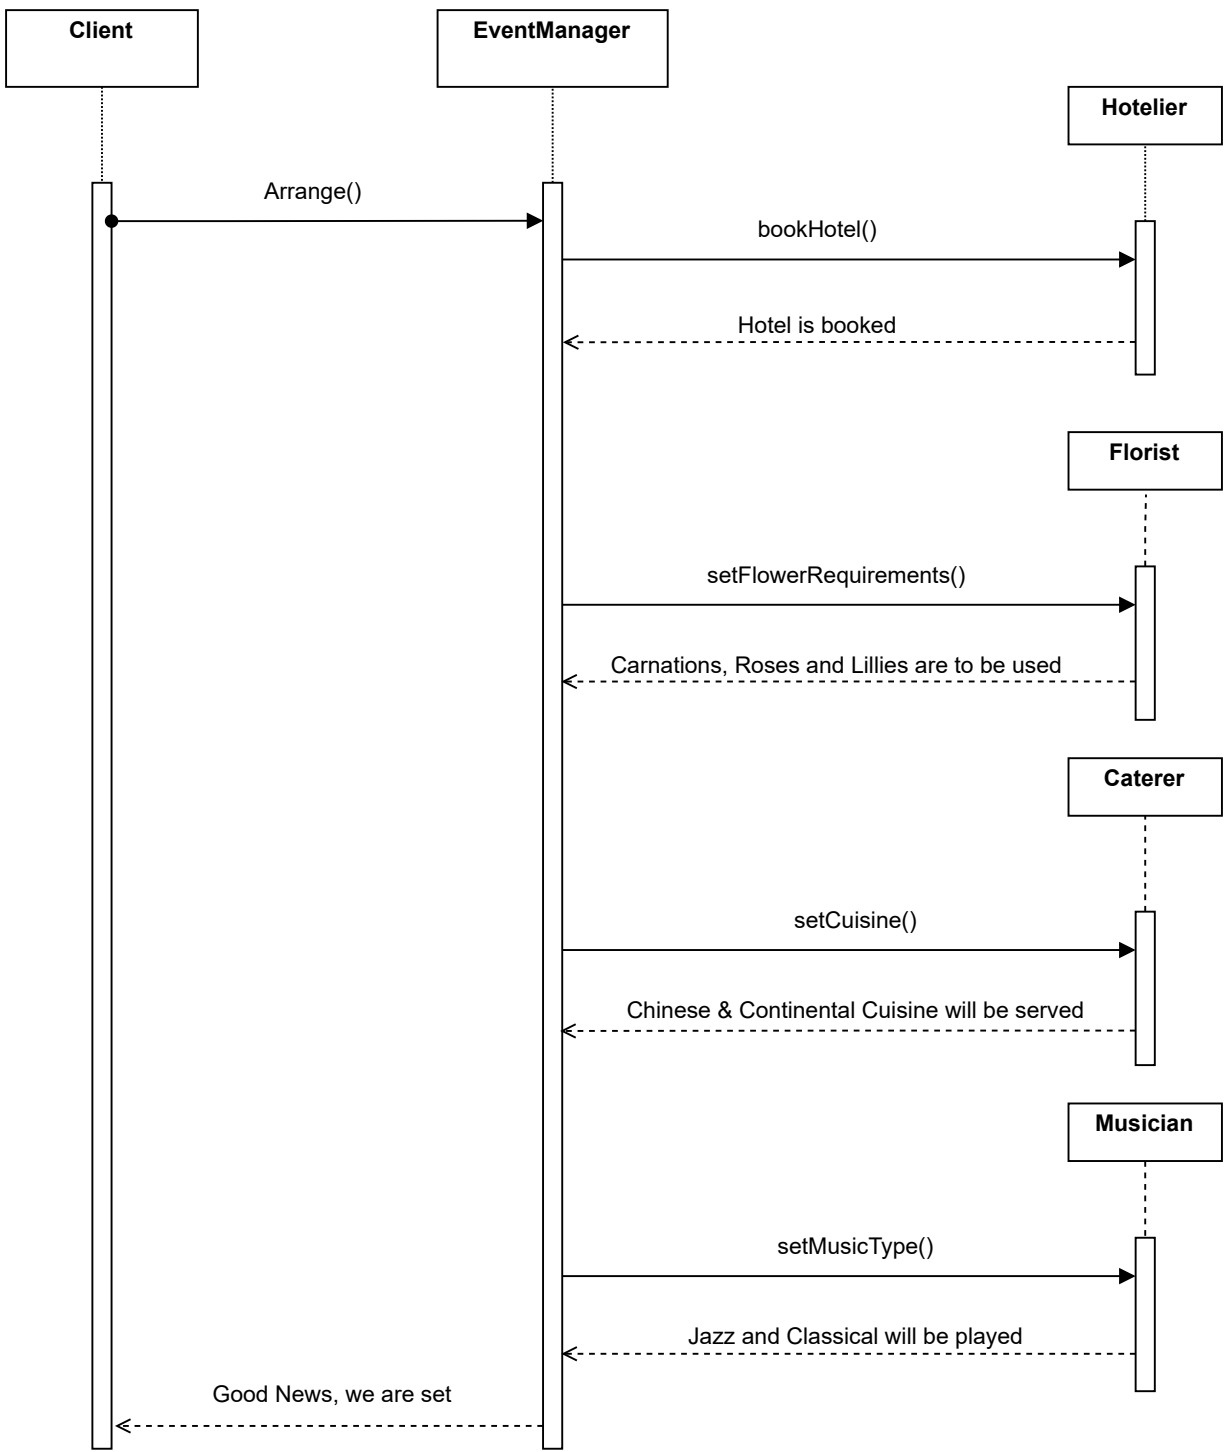 Client
EventManager
Hotelier
Arrange()
bookHotel()
Hotel is booked
Florist
setFlowerRequirements()
Carnations, Roses and Lillies are to be used
Caterer
setCuisine()
Chinese & Continental Cuisine will be served
Musician
setMusicType()
Jazz and Classical will be played
Good News, we are set